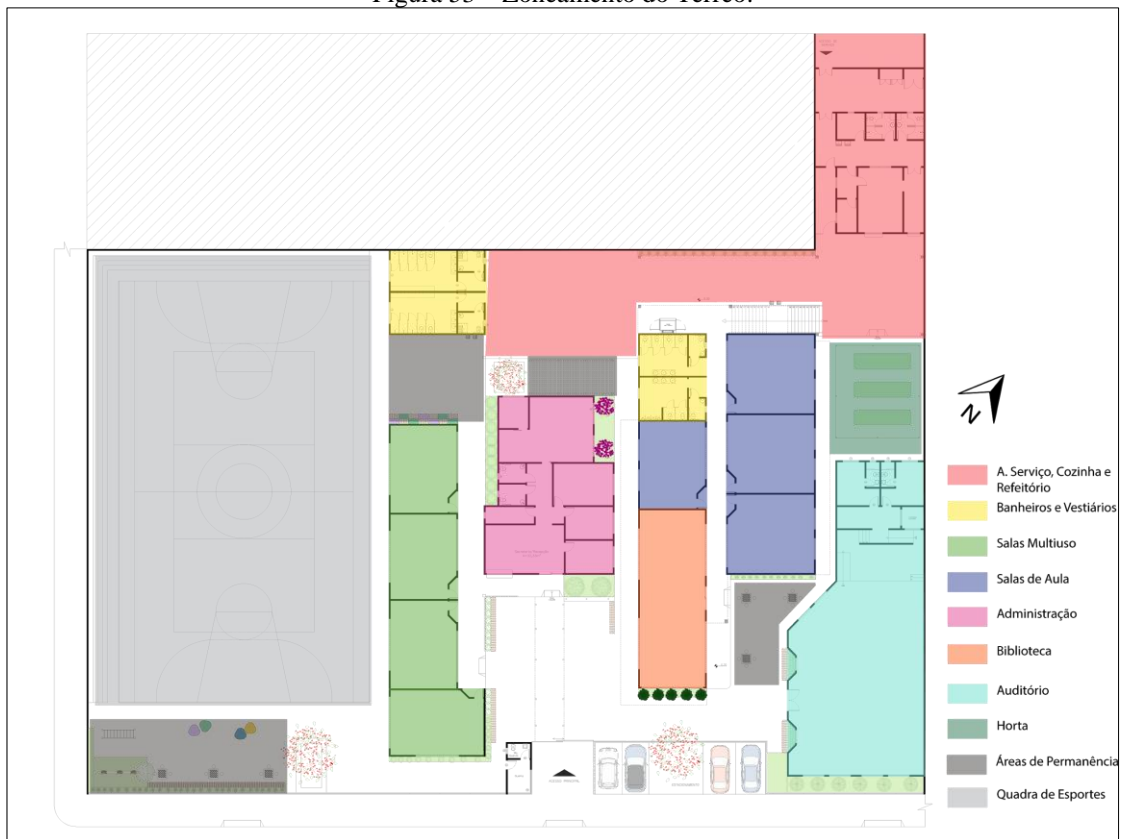 Figura 33 – Zoneamento do Térreo.
N
A. Serviço, Cozinha e
Refeitório
Banheiros e Vestiários
Salas Multiuso
Salas de Aula
Administração
Biblioteca
Auditório
Horta
Áreas de Permanência
Quadra de Esportes